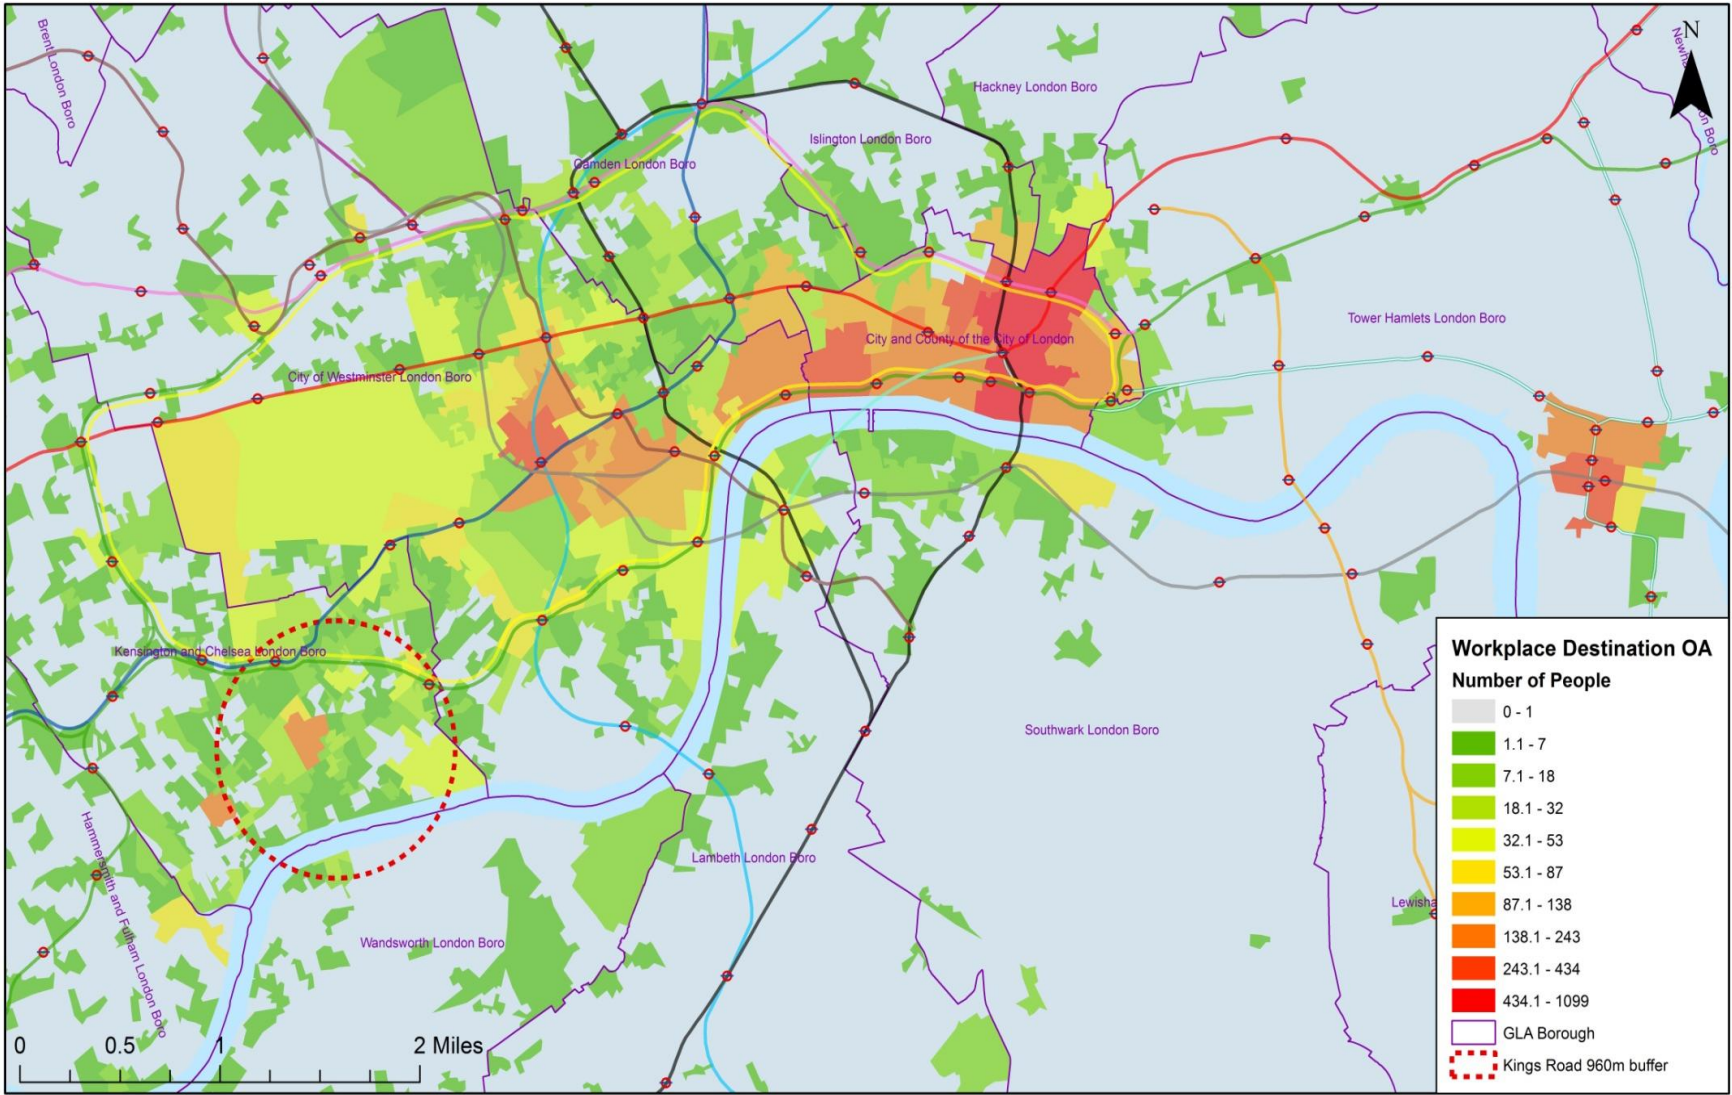 N
Brent London Boro
Hackney London Boro
Islington London Boro
Camden London Boro
Tower Hamlets London Boro
City and County of the City of London
City of Westminster London Boro
Kensington and Chelsea London Boro
Southwark London Boro
Lambeth London Boro
Wandsworth London Boro
Hammersmith and Fulham London Boro
Lewisha
0 0.5 1 2 Miles
Workplace Destination OA
Number of People
0 - 1
1.1 - 7
7.1 - 18
18.1 - 32
32.1 - 53
53.1 - 87
87.1 - 138
138.1 - 243
243.1 - 434
434.1 - 1099
GLA Borough
Kings Road 960m buffer